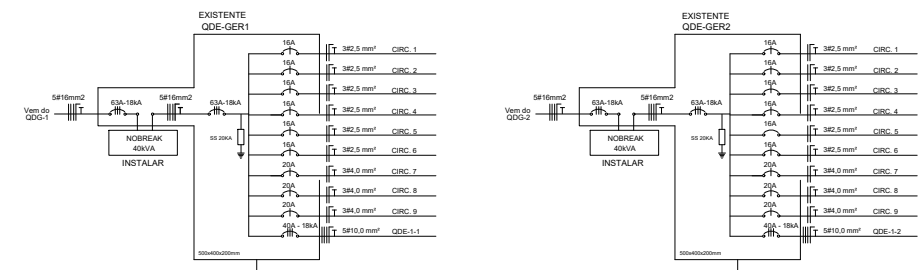 EXISTENTE
QDE-GER1
16A
3#2,5 mm²
CIRC. 1
16A
3#2,5 mm²
CIRC. 2
16A
3#2,5 mm²
CIRC. 3
5#16mm2
63A-18kA
5#16mm2
63A-18kA
16A
3#2,5 mm²
CIRC. 4
Vem do
QDG-1
16A
3#2,5 mm²
CIRC. 5
NOBREAK
40kVA
SS 20KA
16A
3#2,5 mm²
CIRC. 6
INSTALAR
20A
3#4,0 mm²
CIRC. 7
20A
3#4,0 mm²
CIRC. 8
20A
3#4,0 mm²
CIRC. 9
40A - 18kA
5#10,0 mm²
QDE-1-1
500x400x200mm
EXISTENTE
QDE-GER2
16A
3#2,5 mm²
CIRC. 1
16A
3#2,5 mm²
CIRC. 2
16A
3#2,5 mm²
CIRC. 3
5#16mm2
63A-18kA
5#16mm2
63A-18kA
16A
3#2,5 mm²
CIRC. 4
Vem do
QDG-2
16A
3#2,5 mm²
CIRC. 5
NOBREAK
40kVA
SS 20KA
16A
3#2,5 mm²
CIRC. 6
INSTALAR
20A
3#4,0 mm²
CIRC. 7
20A
3#4,0 mm²
CIRC. 8
20A
3#4,0 mm²
CIRC. 9
40A - 18kA
5#10,0 mm²
QDE-1-2
500x400x200mm